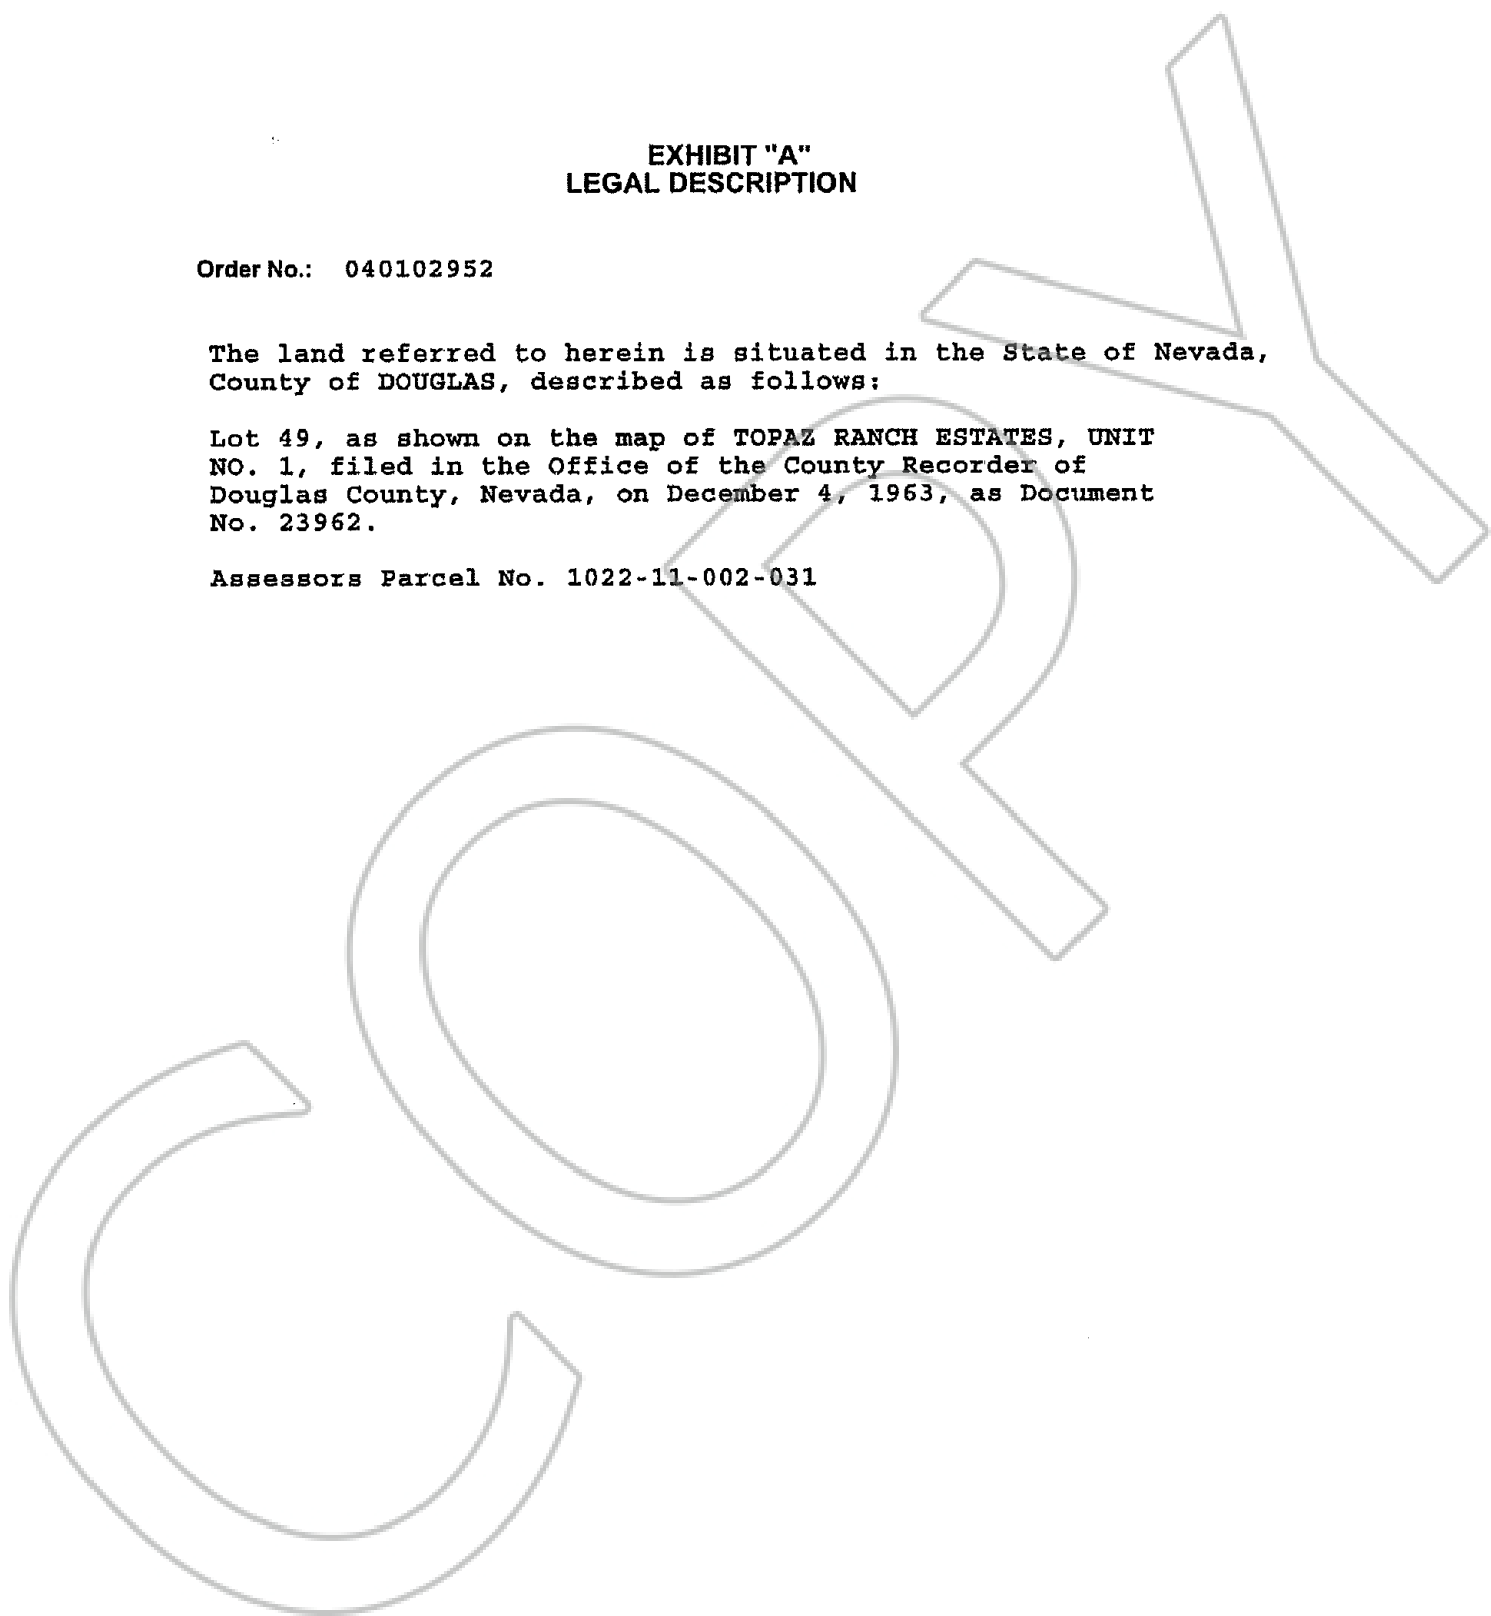 EXHIBIT "A"
LEGAL DESCRIPTION
Order No.: 040102952
The land referred to herein is situated in the State of Nevada,
County of DOUGLAS, described as follows:
Lot 49, as shown on the map of TOPAZ RANCH ESTATES, UNIT
NO. 1, filed in the Office of the County Recorder of
Douglas County, Nevada, on December 4, 1963, as Document
No. 23962.
Assessors Parcel No. 1022-11-002-031
COPY